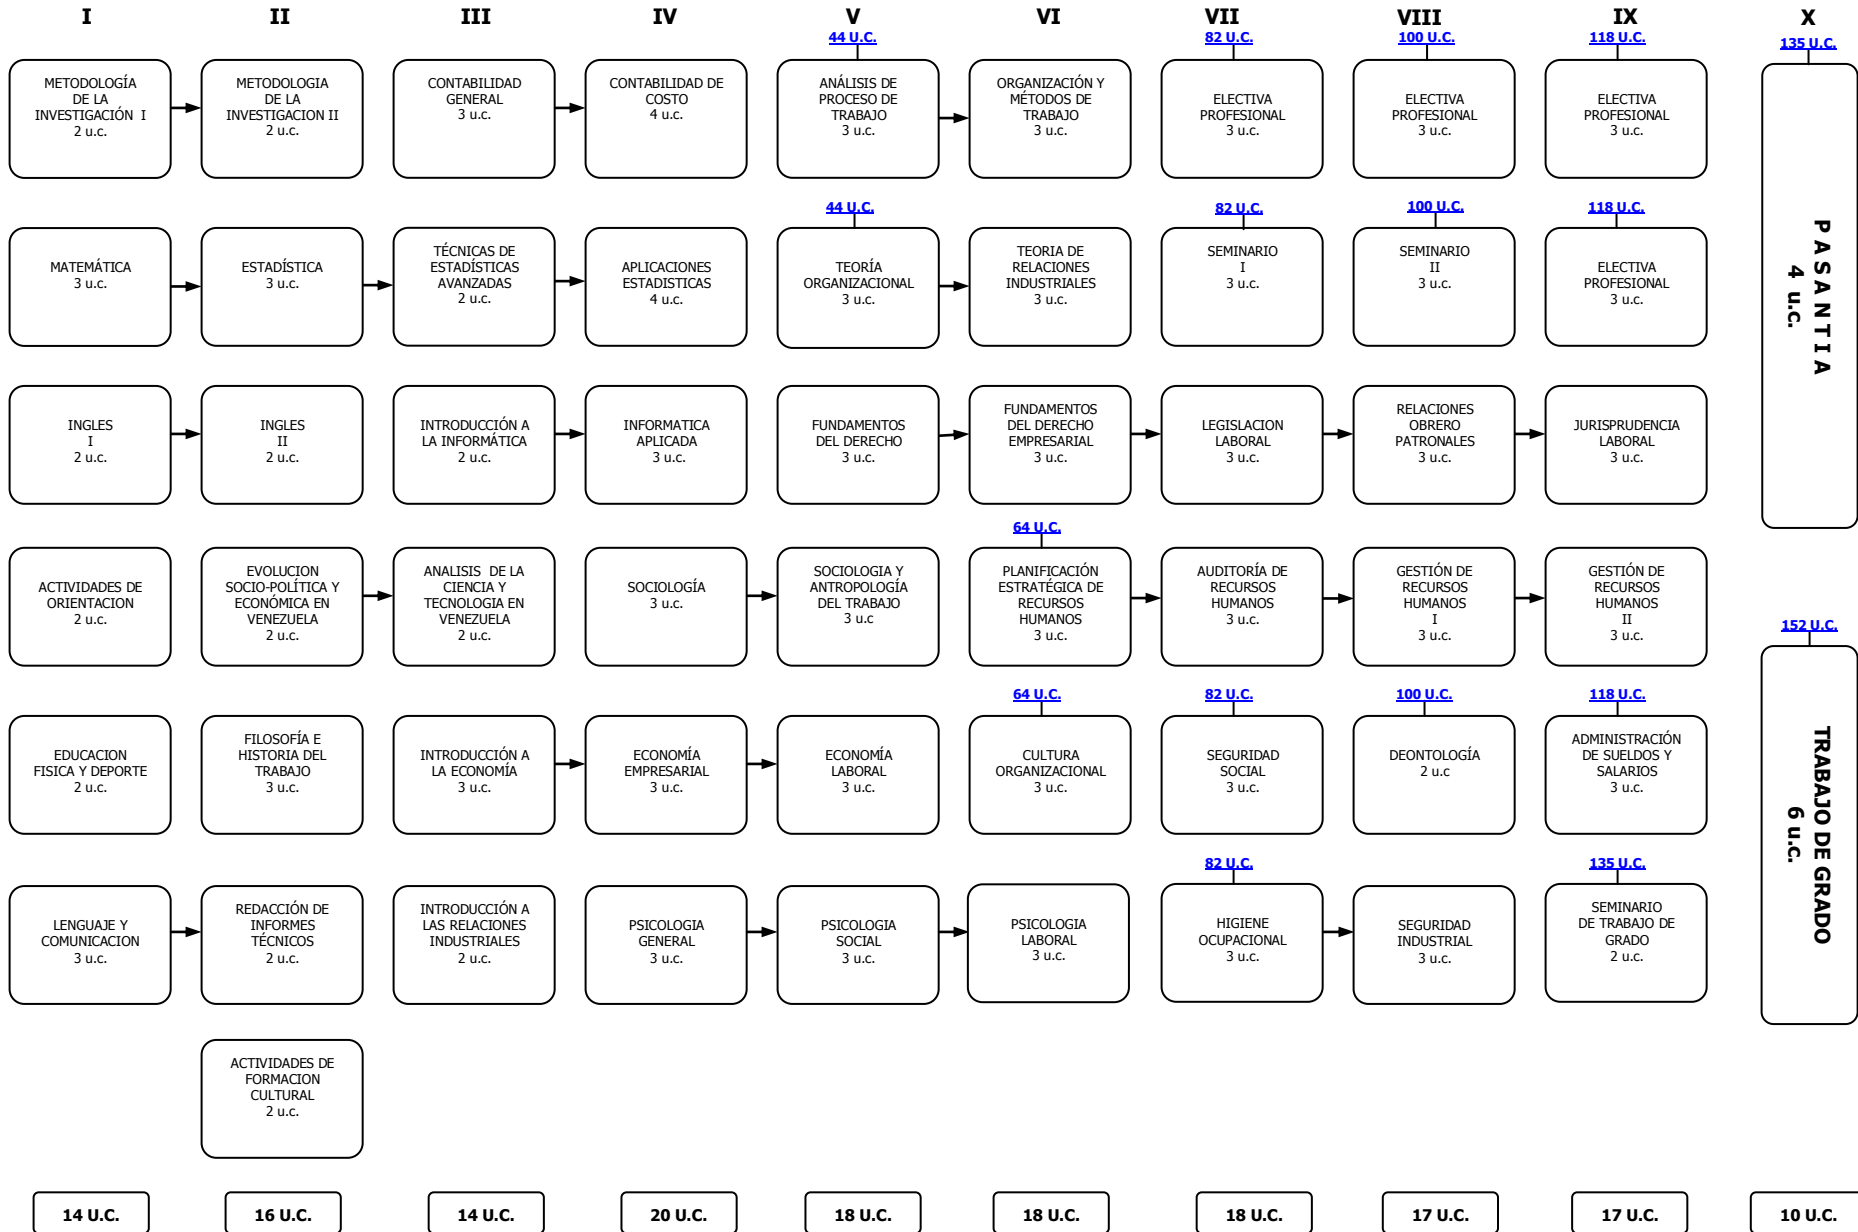 I II III IV V VI VII VIII IX X
44 U.C. 82 U.C. 100 U.C. 118 U.C. 135 U.C.
METODOLOGÍA
DE LA
INVESTIGACIÓN I
2 u.c.
METODOLOGIA
DE LA
INVESTIGACION II
2 u.c.
CONTABILIDAD
GENERAL
3 u.c.
CONTABILIDAD DE
COSTO
4 u.c.
ANÁLISIS DE
PROCESO DE
TRABAJO
3 u.c.
ORGANIZACIÓN Y
MÉTODOS DE
TRABAJO
3 u.c.
ELECTIVA
PROFESIONAL
3 u.c.
ELECTIVA
PROFESIONAL
3 u.c.
ELECTIVA
PROFESIONAL
3 u.c.
P A S A N T I A
4 u.c.
44 U.C. 82 U.C. 100 U.C. 118 U.C.
MATEMÁTICA
3 u.c.
ESTADÍSTICA
3 u.c.
TÉCNICAS DE
ESTADÍSTICAS
AVANZADAS
2 u.c.
APLICACIONES
ESTADISTICAS
4 u.c.
TEORÍA
ORGANIZACIONAL
3 u.c.
TEORIA DE
RELACIONES
INDUSTRIALES
3 u.c.
SEMINARIO
I
3 u.c.
SEMINARIO
II
3 u.c.
ELECTIVA
PROFESIONAL
3 u.c.
INGLES
I
2 u.c.
INGLES
II
2 u.c.
INTRODUCCIÓN A
LA INFORMÁTICA
2 u.c.
INFORMATICA
APLICADA
3 u.c.
FUNDAMENTOS
DEL DERECHO
3 u.c.
FUNDAMENTOS
DEL DERECHO
EMPRESARIAL
3 u.c.
LEGISLACION
LABORAL
3 u.c.
RELACIONES
OBRERO
PATRONALES
3 u.c.
JURISPRUDENCIA
LABORAL
3 u.c.
64 U.C.
ACTIVIDADES DE
ORIENTACION
2 u.c.
EVOLUCION
SOCIO-POLÍTICA Y
ECONÓMICA EN
VENEZUELA
2 u.c.
ANALISIS DE LA
CIENCIA Y
TECNOLOGIA EN
VENEZUELA
2 u.c.
SOCIOLOGÍA
3 u.c.
SOCIOLOGIA Y
ANTROPOLOGÍA
DEL TRABAJO
3 u.c
PLANIFICACIÓN
ESTRATÉGICA DE
RECURSOS
HUMANOS
3 u.c.
AUDITORÍA DE
RECURSOS
HUMANOS
3 u.c.
GESTIÓN DE
RECURSOS
HUMANOS
I
3 u.c.
GESTIÓN DE
RECURSOS
HUMANOS
II
3 u.c.
152 U.C.
TRABAJO DE GRADO
6 u.c.
64 U.C. 82 U.C. 100 U.C. 118 U.C.
EDUCACION
FISICA Y DEPORTE
2 u.c.
FILOSOFÍA E
HISTORIA DEL
TRABAJO
3 u.c.
INTRODUCCIÓN A
LA ECONOMÍA
3 u.c.
ECONOMÍA
EMPRESARIAL
3 u.c.
ECONOMÍA
LABORAL
3 u.c.
CULTURA
ORGANIZACIONAL
3 u.c.
SEGURIDAD
SOCIAL
3 u.c.
DEONTOLOGÍA
2 u.c
ADMINISTRACIÓN
DE SUELDOS Y
SALARIOS
3 u.c.
82 U.C. 135 U.C.
LENGUAJE Y
COMUNICACION
3 u.c.
REDACCIÓN DE
INFORMES
TÉCNICOS
2 u.c.
INTRODUCCIÓN A
LAS RELACIONES
INDUSTRIALES
2 u.c.
PSICOLOGIA
GENERAL
3 u.c.
PSICOLOGIA
SOCIAL
3 u.c.
PSICOLOGIA
LABORAL
3 u.c.
HIGIENE
OCUPACIONAL
3 u.c.
SEGURIDAD
INDUSTRIAL
3 u.c.
SEMINARIO
DE TRABAJO DE
GRADO
2 u.c.
ACTIVIDADES DE
FORMACION
CULTURAL
2 u.c.
14 U.C. 16 U.C. 14 U.C. 20 U.C. 18 U.C. 18 U.C. 18 U.C. 17 U.C. 17 U.C. 10 U.C.